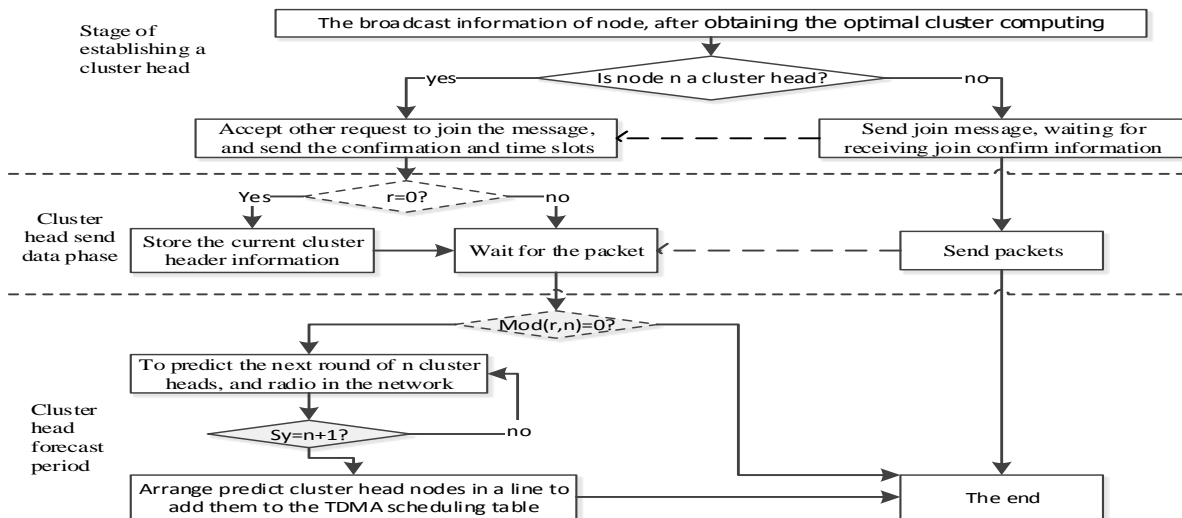 The broadcast information of node, after obtaining the optimal cluster computing
Stage of
establishing a
cluster head
yes
Is node n a cluster head?
no
Accept other request to join the message,
and send the confirmation and time slots
Send join message, waiting for
receiving join confirm information
Yes
r=0?
no
Cluster
head send
data phase
Store the current cluster
header information
Wait for the packet
Send packets
Mod(r,n)=0?
To predict the next round of n cluster
heads, and radio in the network
Cluster
head
forecast
period
Sy=n+1?
no
Arrange predict cluster head nodes in a line to
add them to the TDMA scheduling table
The end